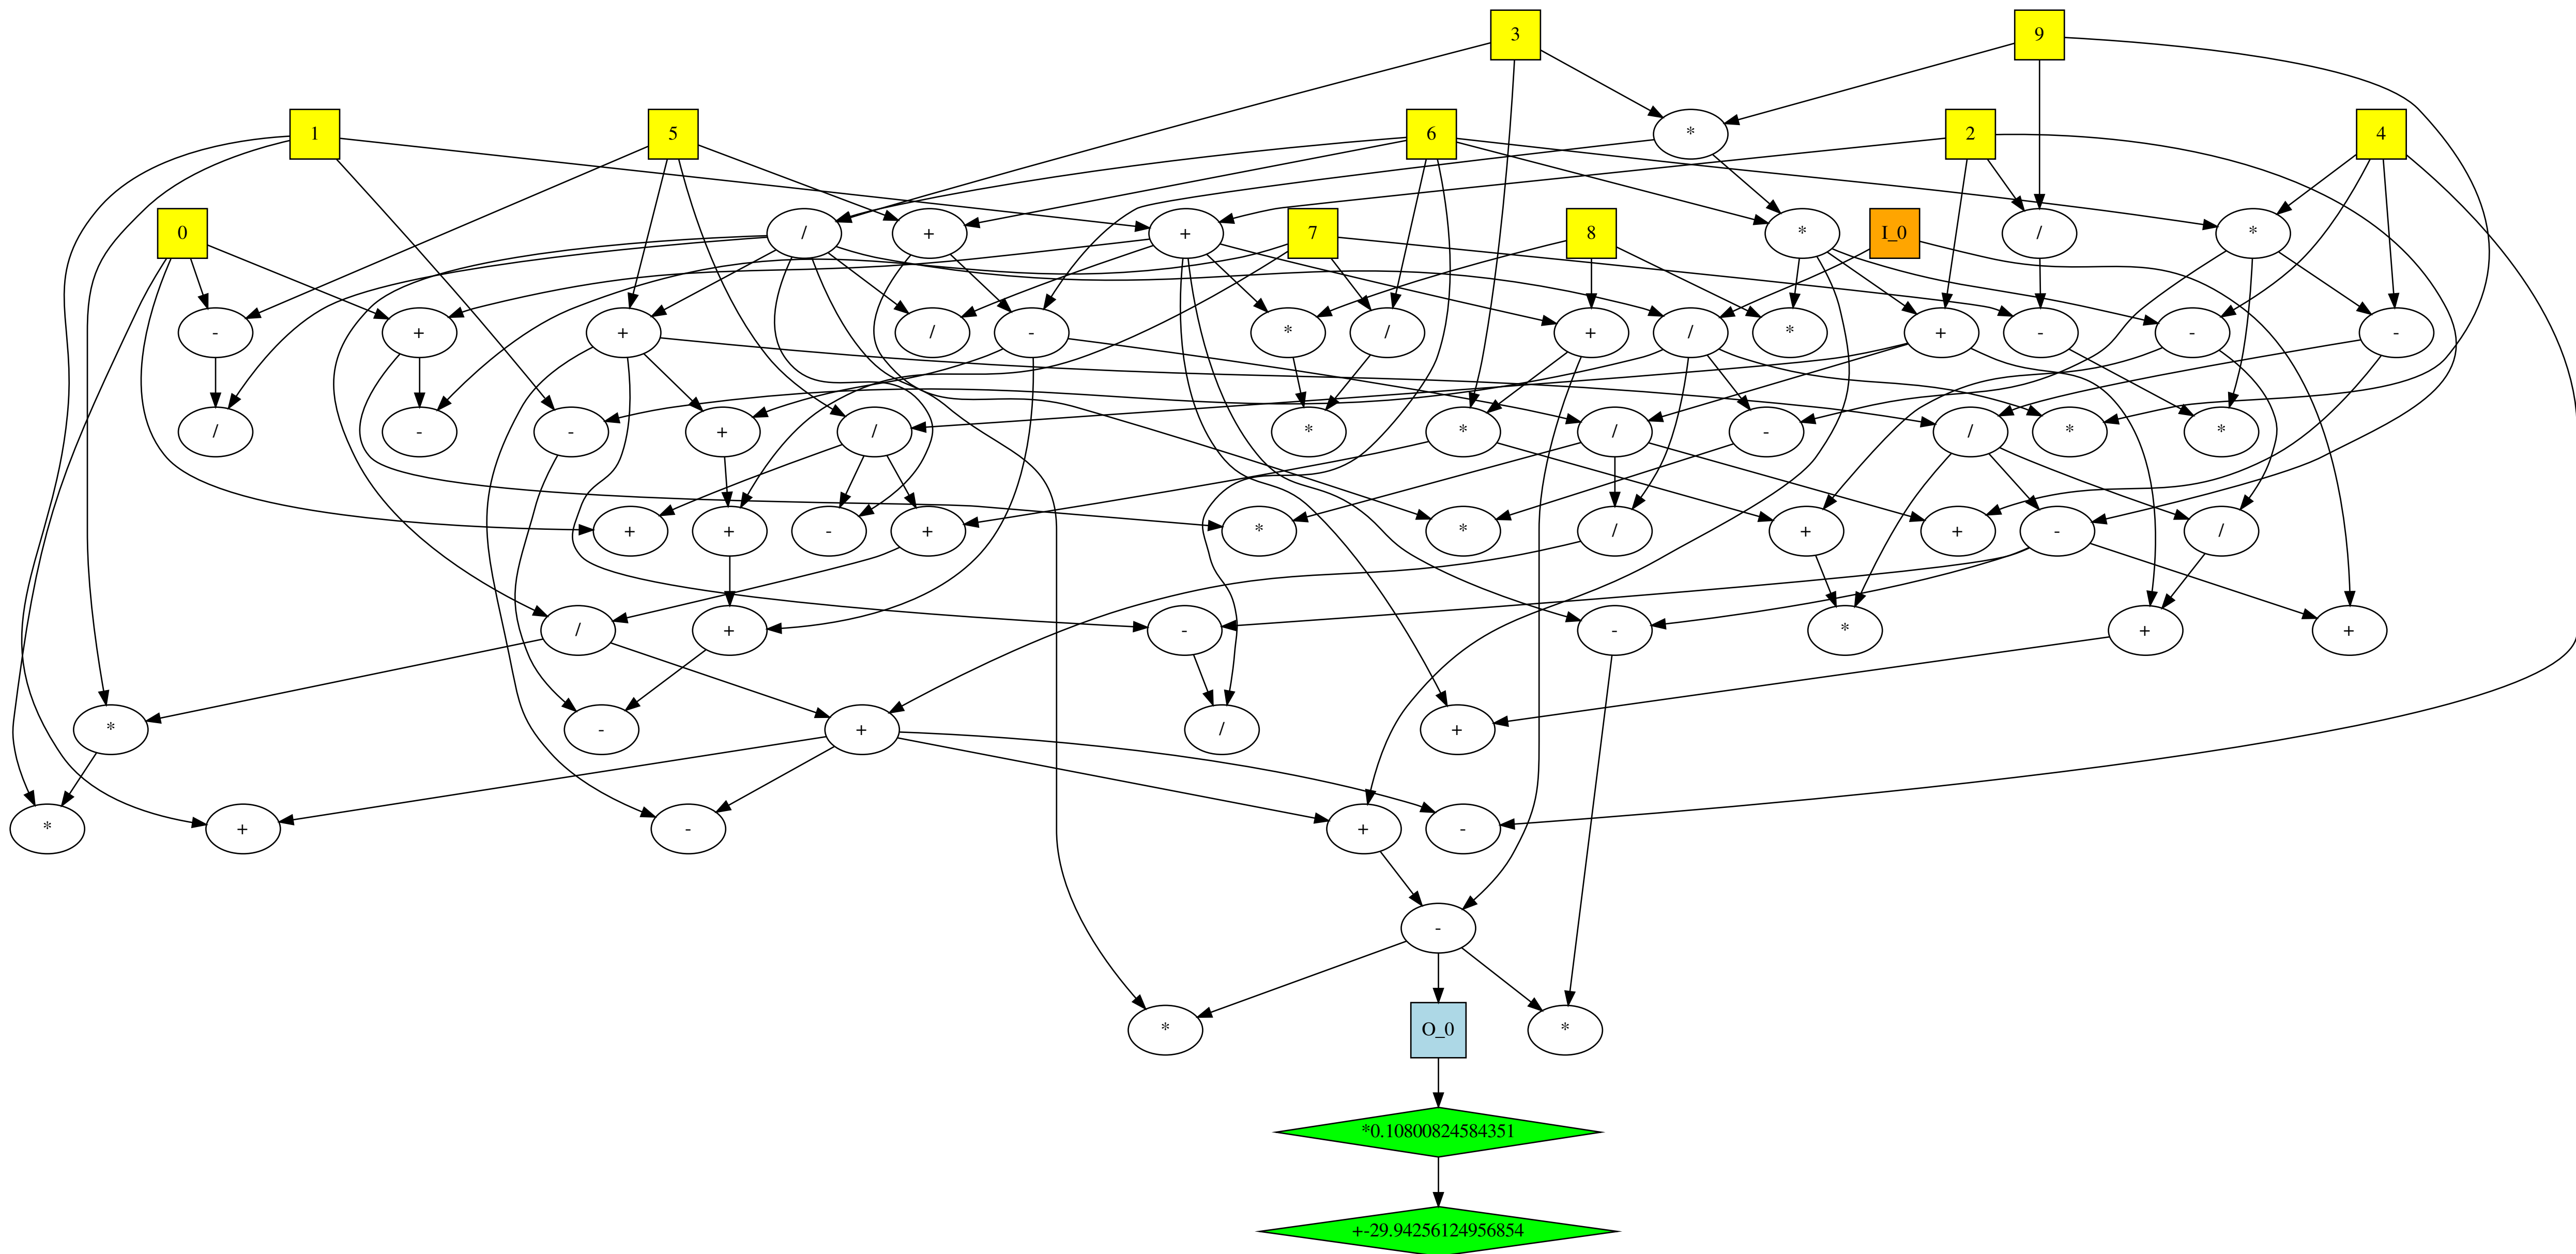 3 9
1 5 6 * 2 4
0 / + + 7 8 * I_0 / *
- + + / - * / + / * + - - -
/ - - + / * * / - / * *
+ + - + * * / + + - /
/ + - - * + +
* - + / +
* + - + -
-
* O_0 *
*0.10800824584351
+-29.94256124956854